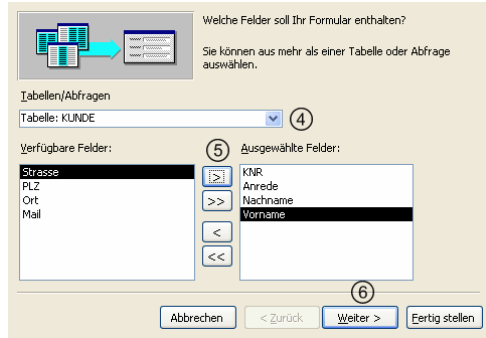 Welche Felder soll Ihr Formular enthalten?
Sie können aus mehr als einer Tabelle oder Abfrage
auswählen.
Tabellen/Abfragen
Tabelle: KUNDE
4
Verfügbare Felder:
5
Ausgewählte Felder:
Strasse
PLZ
Ort
Mail
>
>>
<
<<
KNR
Anrede
Nachname
Vorname
6
Abbrechen
< Zurück
Weiter >
Fertig stellen